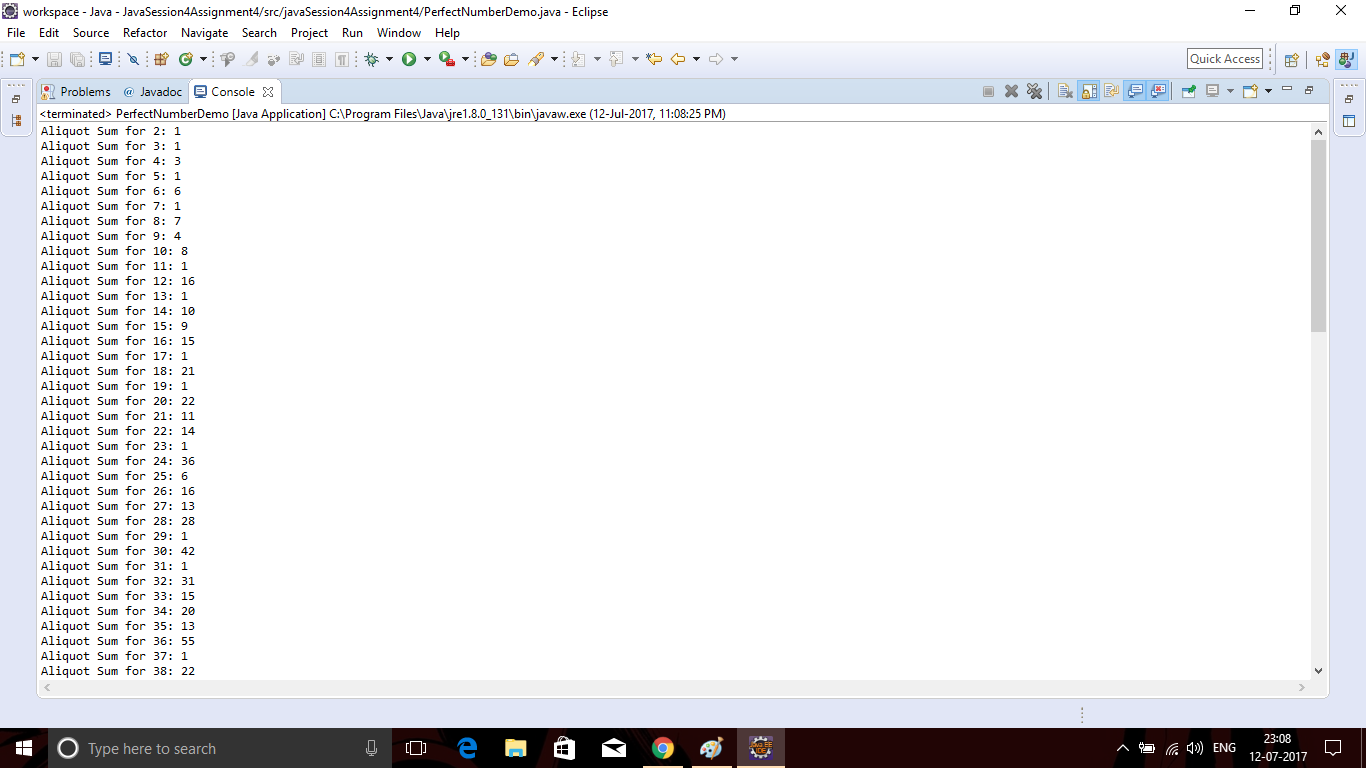 workspace - Java - JavaSession4Assignment4/src/javaSession4Assignment4/PerfectNumberDemo.java - Eclipse
File Edit Source Refactor Navigate Search Project Run Window Help
Quick Access
Problems @ Javadoc Console
<terminated> PerfectNumberDemo [Java Application] C:\Program Files\Java\jre1.8.0_131\bin\javaw.exe (12-Jul-2017, 11:08:25 PM)
Aliquot Sum for 2: 1
Aliquot Sum for 3: 1
Aliquot Sum for 4: 3
Aliquot Sum for 5: 1
Aliquot Sum for 6: 6
Aliquot Sum for 7: 1
Aliquot Sum for 8: 7
Aliquot Sum for 9: 4
Aliquot Sum for 10: 8
Aliquot Sum for 11: 1
Aliquot Sum for 12: 16
Aliquot Sum for 13: 1
Aliquot Sum for 14: 10
Aliquot Sum for 15: 9
Aliquot Sum for 16: 15
Aliquot Sum for 17: 1
Aliquot Sum for 18: 21
Aliquot Sum for 19: 1
Aliquot Sum for 20: 22
Aliquot Sum for 21: 11
Aliquot Sum for 22: 14
Aliquot Sum for 23: 1
Aliquot Sum for 24: 36
Aliquot Sum for 25: 6
Aliquot Sum for 26: 16
Aliquot Sum for 27: 13
Aliquot Sum for 28: 28
Aliquot Sum for 29: 1
Aliquot Sum for 30: 42
Aliquot Sum for 31: 1
Aliquot Sum for 32: 31
Aliquot Sum for 33: 15
Aliquot Sum for 34: 20
Aliquot Sum for 35: 13
Aliquot Sum for 36: 55
Aliquot Sum for 37: 1
Aliquot Sum for 38: 22
Type here to search
Java EE
IDE
ENG
23:08
12-07-2017